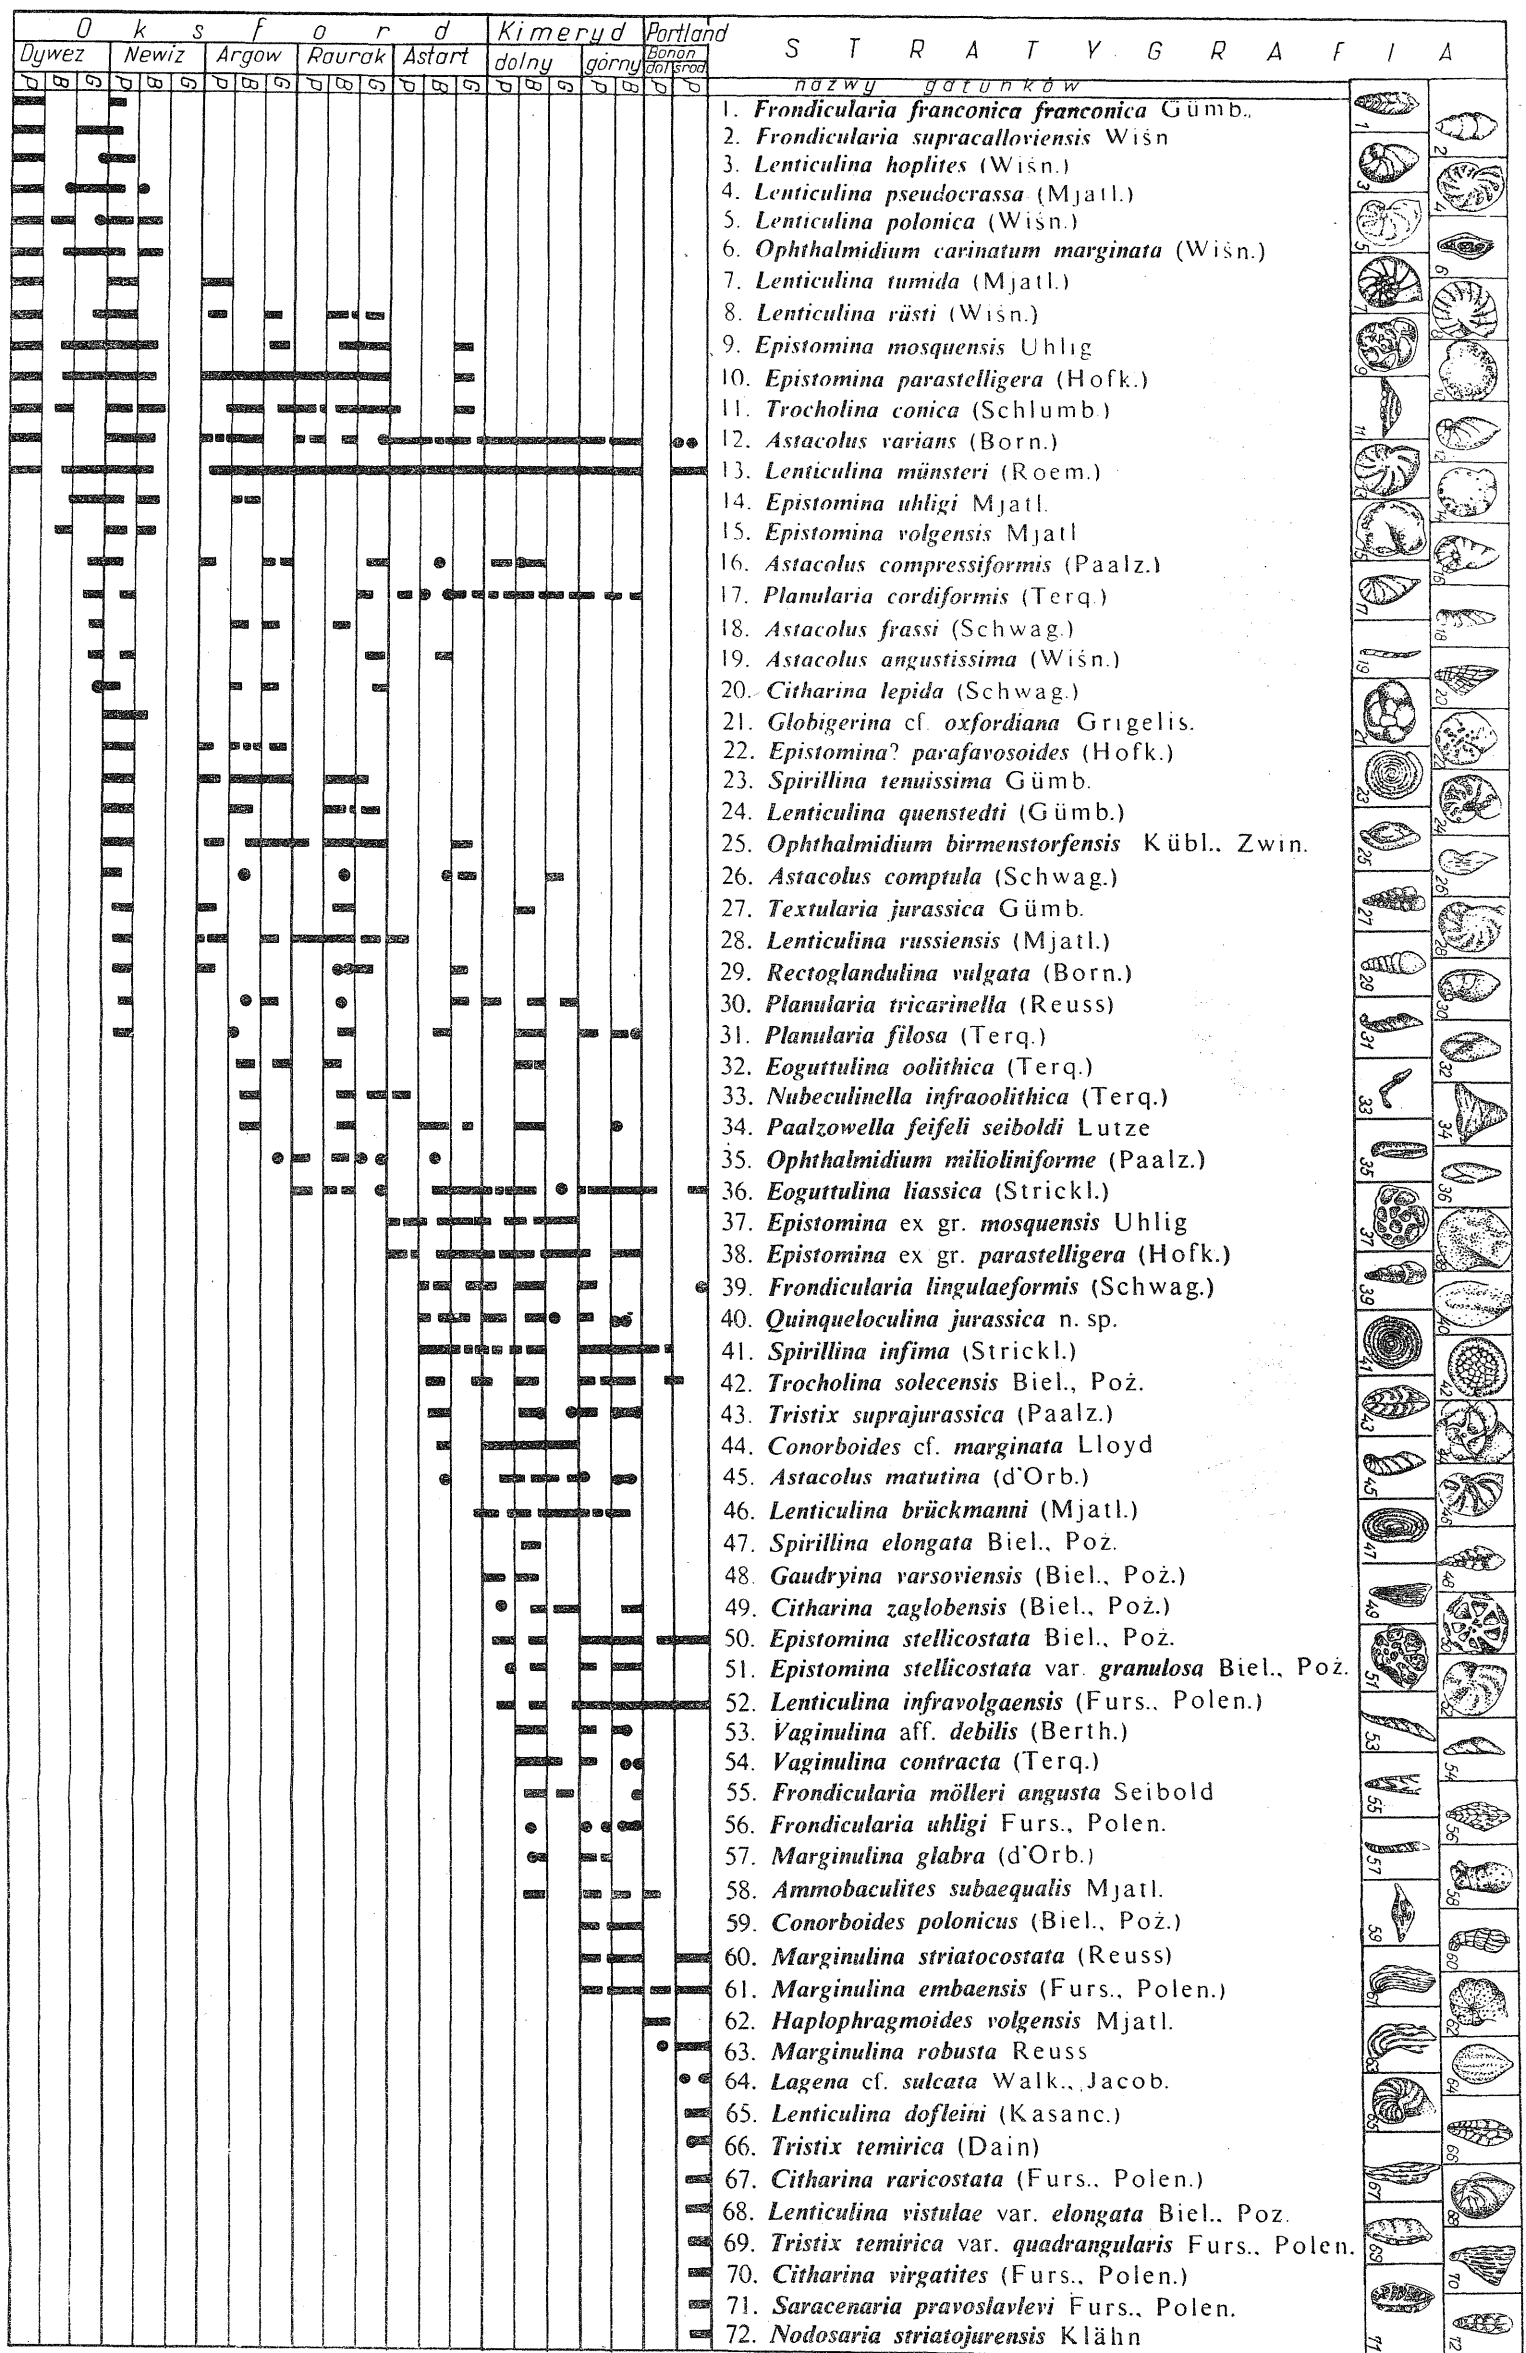 O k s f o r d Kimeryd Portland
STRATYGRAFIA
Dywez Newiz Argow Raurak Astart dolny górny Bonon
dol. środ.
d g G d g G d g G d g G d g G d g G d g d d
nazwy gatunków
1. Frondicularia franconica franconica Gümb.,
2. Frondicularia supracalloviensis Wiśn
3. Lenticulina hoplites (Wiśn.)
4. Lenticulina pseudocrassa (Mjatl.)
5. Lenticulina polonica (Wiśn.)
6. Ophthalmidium carinatum marginata (Wiśn.)
7. Lenticulina tumida (Mjatl.)
8. Lenticulina rüsti (Wiśn.)
9. Epistomina mosquensis Uhlig
10. Epistomina parastelligera (Hofk.)
11. Trocholina conica (Schlumb.)
12. Astacolus varians (Born.)
13. Lenticulina münsteri (Roem.)
14. Epistomina uhligi Mjatl.
15. Epistomina volgensis Mjatl
16. Astacolus compressiformis (Paalz.)
17. Planularia cordiformis (Terq.)
18. Astacolus frassi (Schwag.)
19. Astacolus angustissima (Wiśn.)
20. Citharina lepida (Schwag.)
21. Globigerina cf. oxfordiana Grigelis.
22. Epistomina? parafavosoides (Hofk.)
23. Spirillina tenuissima Gümb.
24. Lenticulina quenstedti (Gümb.)
25. Ophthalmidium birmenstorfensis Kübl., Zwin.
26. Astacolus comptula (Schwag.)
27. Textularia jurassica Gümb.
28. Lenticulina russiensis (Mjatl.)
29. Rectoglandulina vulgata (Born.)
30. Planularia tricarinella (Reuss)
31. Planularia filosa (Terq.)
32. Eoguttulina oolithica (Terq.)
33. Nubeculinella infraoolithica (Terq.)
34. Paalzowella feifeli seiboldi Lutze
35. Ophthalmidium milioliniforme (Paalz.)
36. Eoguttulina liassica (Strickl.)
37. Epistomina ex gr. mosquensis Uhlig
38. Epistomina ex gr. parastelligera (Hofk.)
39. Frondicularia lingulaeformis (Schwag.)
40. Quinqueloculina jurassica n. sp.
41. Spirillina infima (Strickl.)
42. Trocholina solecensis Biel., Poż.
43. Tristix suprajurassica (Paalz.)
44. Conorboides cf. marginata Lloyd
45. Astacolus matutina (d'Orb.)
46. Lenticulina brückmanni (Mjatl.)
47. Spirillina elongata Biel., Poż.
48. Gaudryina varsoviensis (Biel., Poż.)
49. Citharina zaglobensis (Biel., Poż.)
50. Epistomina stellicostata Biel., Poż.
51. Epistomina stellicostata var. granulosa Biel., Poż.
52. Lenticulina infravolgaensis (Furs., Polen.)
53. Vaginulina aff. debilis (Berth.)
54. Vaginulina contracta (Terq.)
55. Frondicularia mölleri angusta Seibold
56. Frondicularia uhligi Furs., Polen.
57. Marginulina glabra (d'Orb.)
58. Ammobaculites subaequalis Mjatl.
59. Conorboides polonicus (Biel., Poż.)
60. Marginulina striatocostata (Reuss)
61. Marginulina embaensis (Furs., Polen.)
62. Haplophragmoides volgensis Mjatl.
63. Marginulina robusta Reuss
64. Lagena cf. sulcata Walk., Jacob.
65. Lenticulina dofleini (Kasanc.)
66. Tristix temirica (Dain)
67. Citharina raricostata (Furs., Polen.)
68. Lenticulina vistulae var. elongata Biel., Poż.
69. Tristix temirica var. quadrangularis Furs., Polen.
70. Citharina virgatites (Furs., Polen.)
71. Saracenaria pravoslavlevi Furs., Polen.
72. Nodosaria striatojurensis Klähn